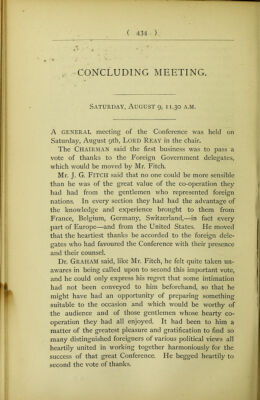 ( 434 )
CONCLUDING MEETING.
SATURDAY, AUGUST 9, 11.30 A.M.
A GENERAL meeting of the Conference was held on
Saturday, August 9th, LORD REAY in the chair.
The CHAIRMAN said the first business was to pass a
vote of thanks to the Foreign Government delegates,
which would be moved by Mr. Fitch.
Mr. J. G. FITCH said that no one could be more sensible
than he was of the great value of the co-operation they
had had from the gentlemen who represented foreign
nations. In every section they had had the advantage of
the knowledge and experience brought to them from
France, Belgium, Germany, Switzerland,—in fact every
part of Europe—and from the United States. He moved
that the heartiest thanks be accorded to the foreign dele-
gates who had favoured the Conference with their presence
and their counsel.
Dr. GRAHAM said, like Mr. Fitch, he felt quite taken un-
awares in being called upon to second this important vote,
and he could only express his regret that some intimation
had not been conveyed to him beforehand, so that he
might have had an opportunity of preparing something
suitable to the occasion and which would be worthy of
the audience and of those gentlemen whose hearty co-
operation they had all enjoyed. It had been to him a
matter of the greatest pleasure and gratification to find so
many distinguished foreigners of various political views all
heartily united in working together harmoniously for the
success of that great Conference. He begged heartily to
second the vote of thanks.